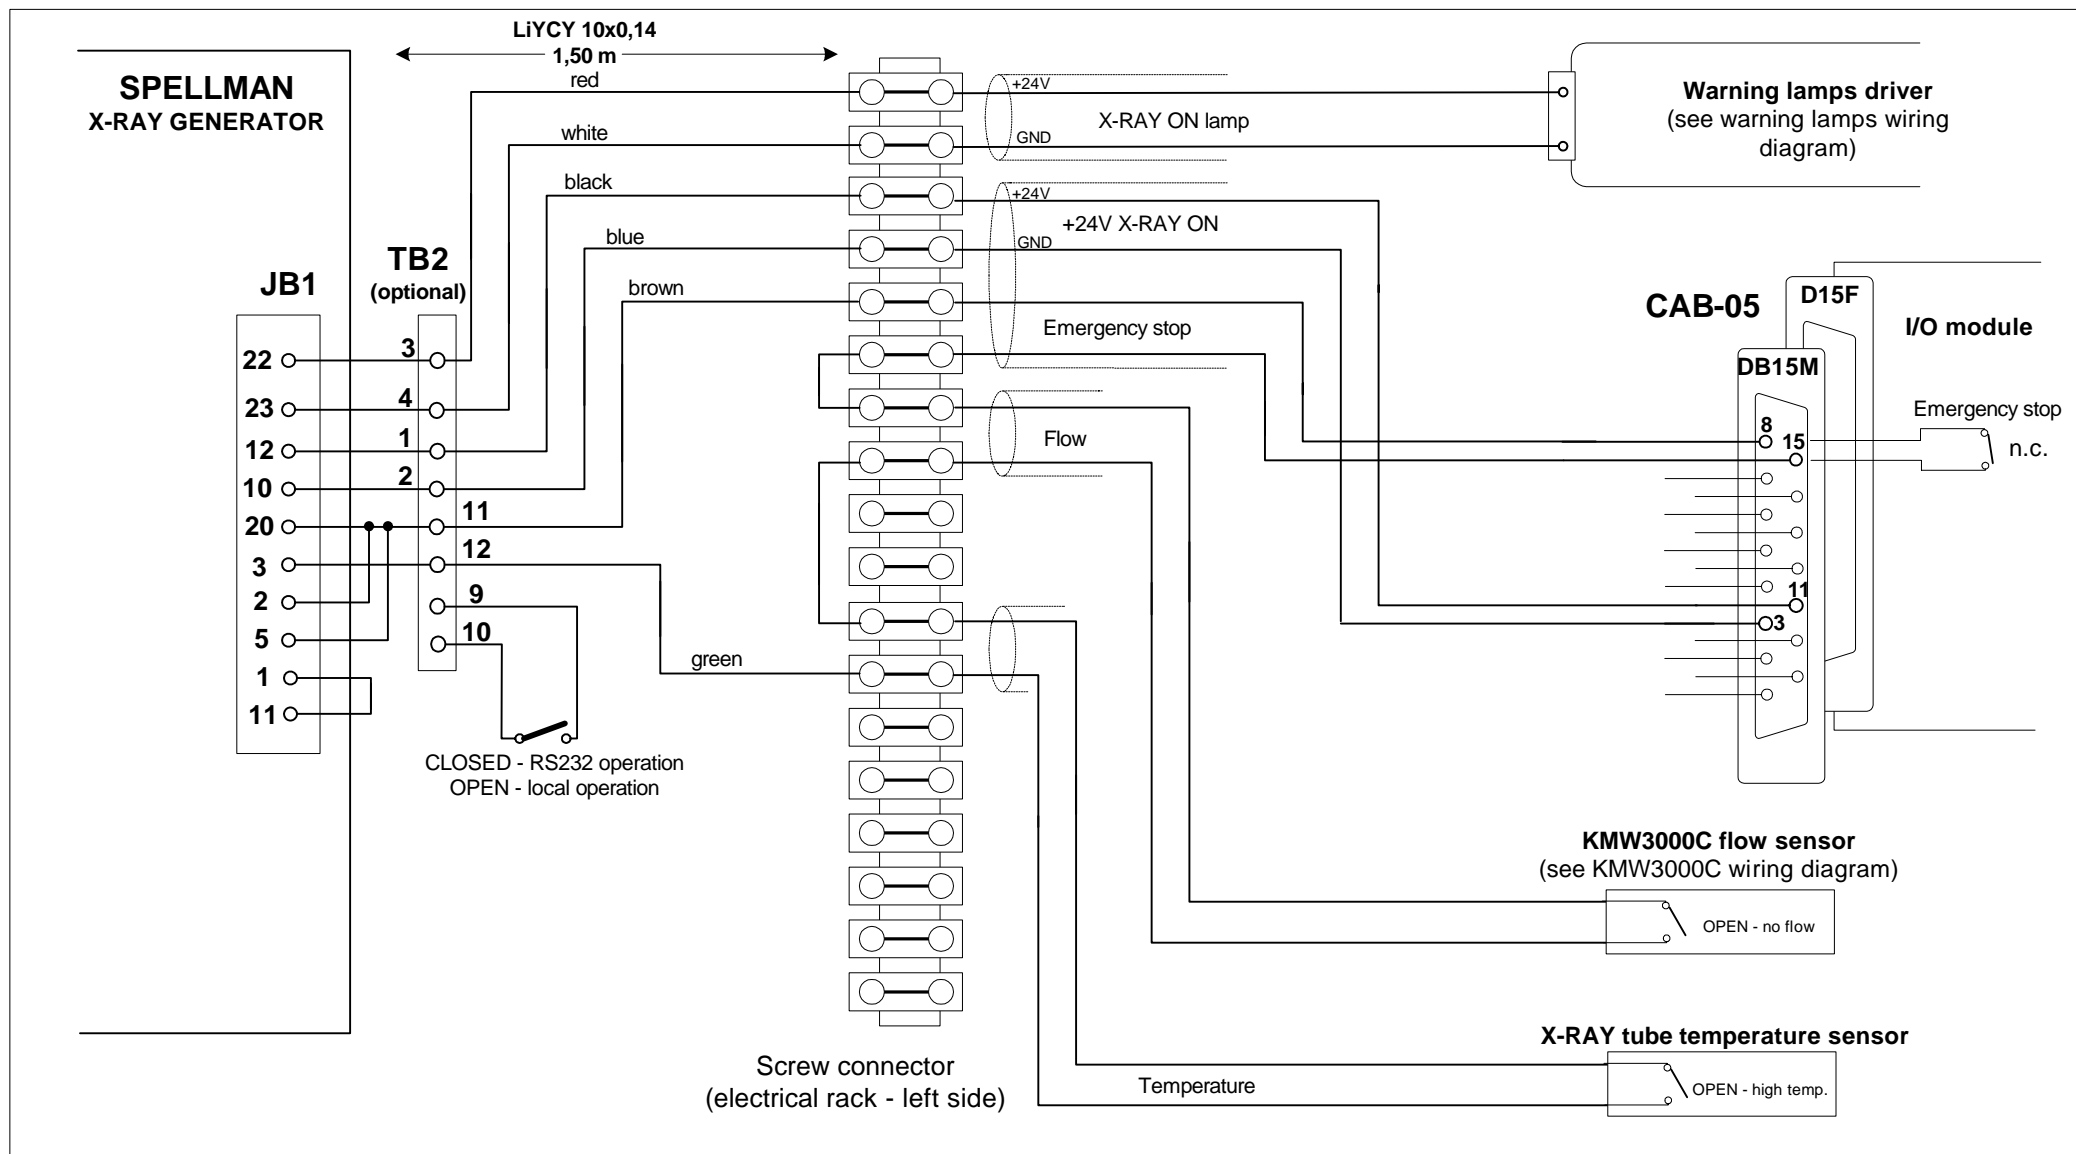 LiYCY 10x0,14
1,50 m
SPELLMAN
X-RAY GENERATOR
JB1
22
23
12
10
20
3
2
5
1
11
TB2
(optional)
3
4
1
2
11
12
9
10
red
white
black
blue
brown
green
CLOSED - RS232 operation
OPEN - local operation
Screw connector
(electrical rack - left side)
+24V
X-RAY ON lamp
GND
+24V
+24V X-RAY ON
GND
Emergency stop
Flow
Temperature
Warning lamps driver
(see warning lamps wiring
diagram)
CAB-05
D15F
I/O module
DB15M
8
15
11
3
Emergency stop
n.c.
KMW3000C flow sensor
(see KMW3000C wiring diagram)
OPEN - no flow
X-RAY tube temperature sensor
OPEN - high temp.